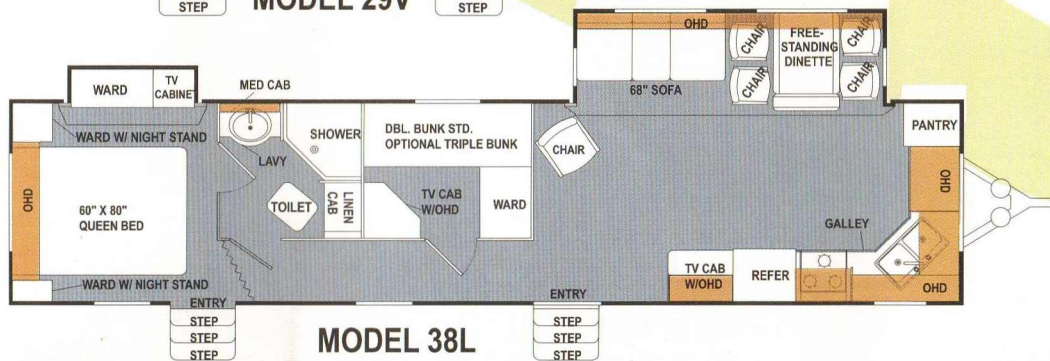 STEP
MODEL 29V
STEP
WARD
TV
CABINET
MED CAB
WARD W/ NIGHT STAND
LAVY
SHOWER
DBL. BUNK STD.
OPTIONAL TRIPLE BUNK
OHD
68" SOFA
CHAIR
CHAIR
FREE-
STANDING
DINETTE
CHAIR
CHAIR
CHAIR
PANTRY
OHD
OHD
60" X 80"
QUEEN BED
TOILET
LINEN
CAB
TV CAB
W/OHD
WARD
GALLEY
TV CAB
W/OHD
REFER
OHD
WARD W/ NIGHT STAND
ENTRY
STEP
STEP
STEP
MODEL 38L
ENTRY
STEP
STEP
STEP